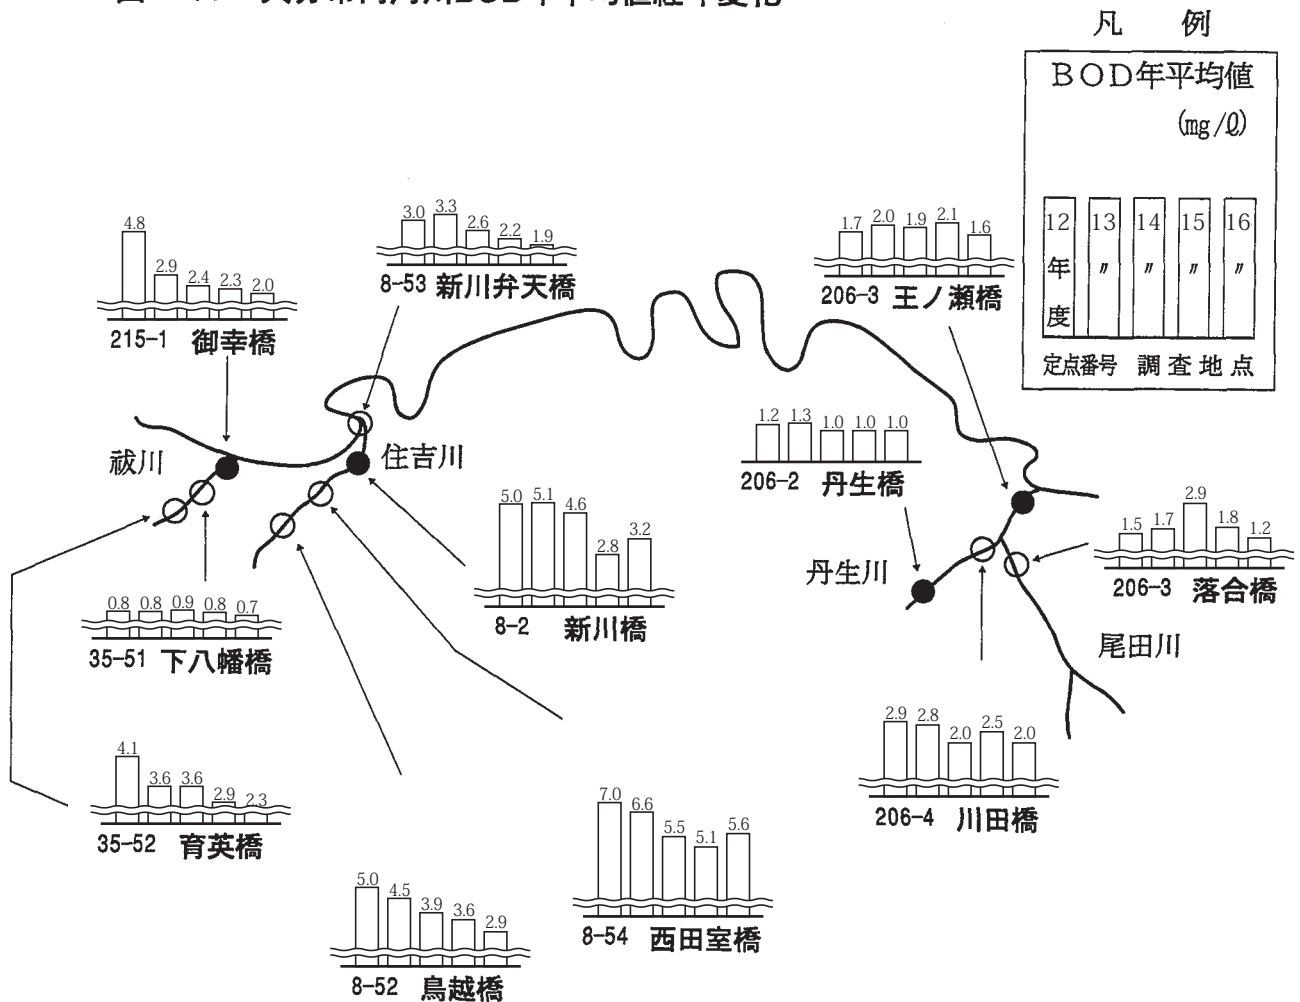 凡 例
BOD年平均値
(mg/ℓ)
12年度 13〃 14〃 15〃 16〃
定点番号 調査地点
4.8 2.9 2.4 2.3 2.0
215-1 御幸橋
3.0 3.3 2.6 2.2 1.9
8-53 新川弁天橋
1.7 2.0 1.9 2.1 1.6
206-3 王ノ瀬橋
祓川
住吉川
1.2 1.3 1.0 1.0 1.0
206-2 丹生橋
5.0 5.1 4.6 2.8 3.2
8-2 新川橋
1.5 1.7 2.9 1.8 1.2
206-3 落合橋
丹生川
尾田川
0.8 0.8 0.9 0.8 0.7
35-51 下八幡橋
2.9 2.8 2.0 2.5 2.0
206-4 川田橋
4.1 3.6 3.6 2.9 2.3
35-52 育英橋
7.0 6.6 5.5 5.1 5.6
8-54 西田室橋
5.0 4.5 3.9 3.6 2.9
8-52 鳥越橋